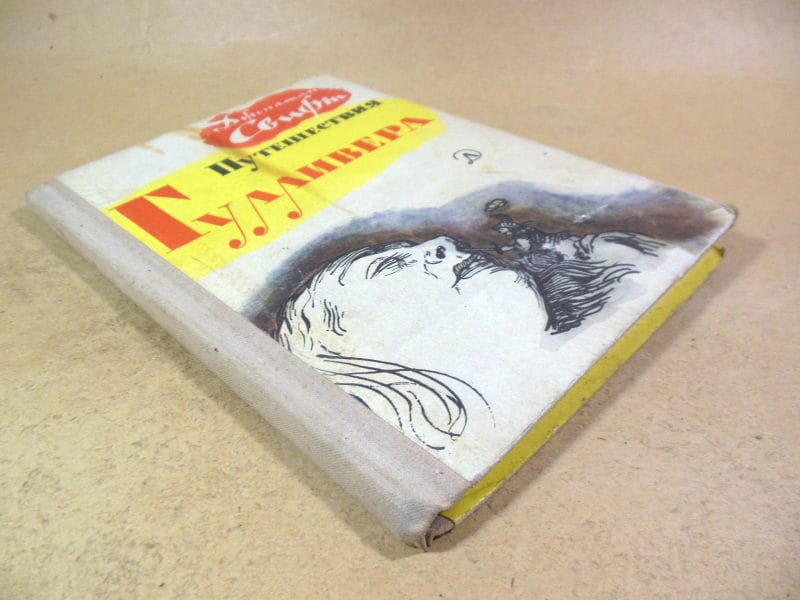 Джонатан
Свифт
Путешествия
Гулливера